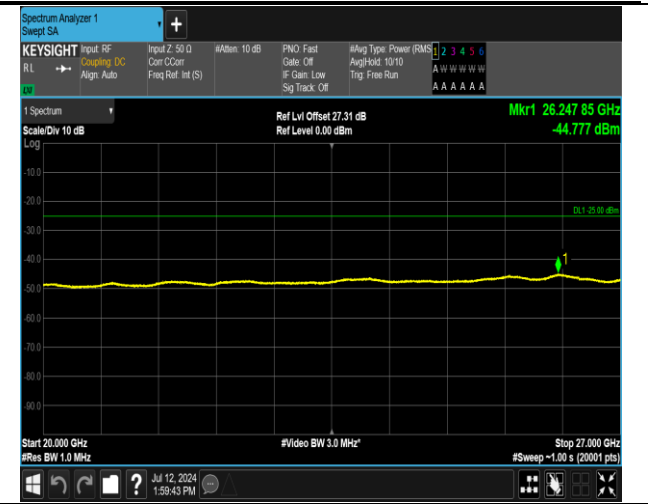 Spectrum Analyzer 1
Swept SA
+
KEYSIGHT Input: RF Input Z: 50 Ω #Atten: 10 dB PNO: Fast #Avg Type: Power (RMS 1 2 3 4 5 6
RL Coupling: DC Corr CCorr Gate: Off Avg|Hold: 10/10 A W W W W W
Align: Auto Freq Ref: Int (S) IF Gain: Low Trig: Free Run
Sig Track: Off A A A A A A
1 Spectrum Ref Lvl Offset 27.31 dB Mkr1 26.247 85 GHz
Scale/Div 10 dB Ref Level 0.00 dBm -44.777 dBm
Log
-10.0
DL1 -25.00 dBm
-30.0
-40.0
1
-50.0
-60.0
-70.0
-80.0
-90.0
Start 20.000 GHz #Video BW 3.0 MHz* Stop 27.000 GHz
#Res BW 1.0 MHz #Sweep ~1.00 s (20001 pts)
? Jul 12, 2024
1:59:43 PM